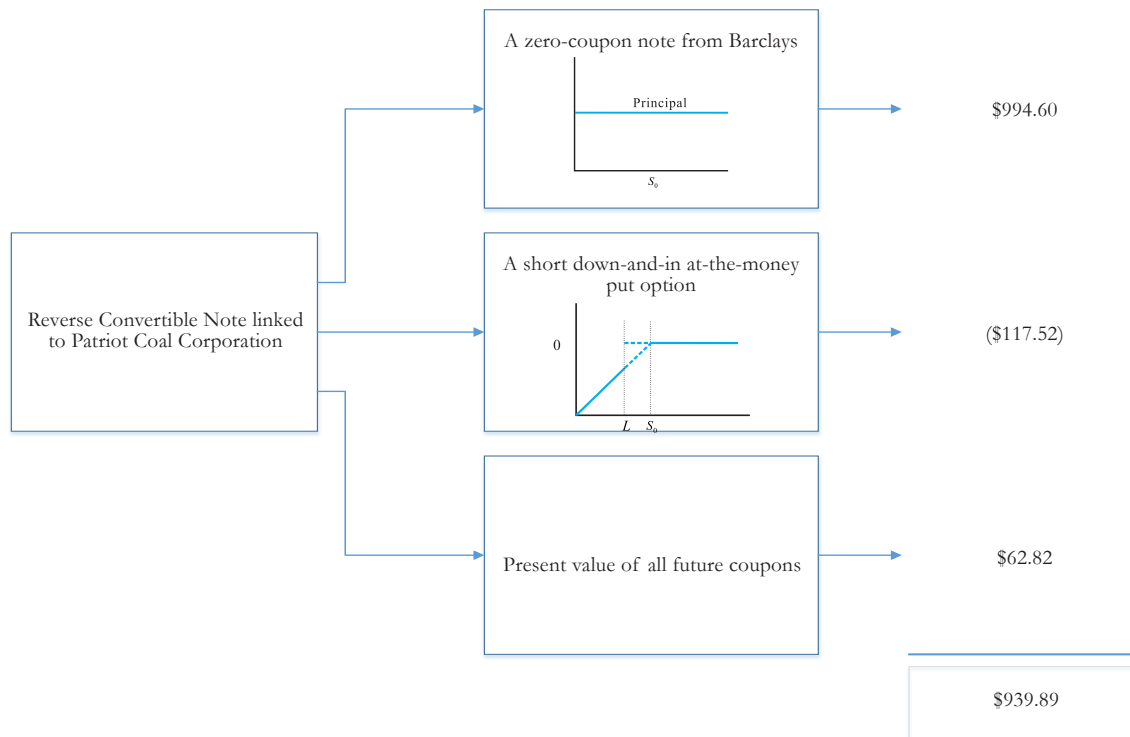 A zero-coupon note from Barclays
Principal
S₀
$994.60
Reverse Convertible Note linked
to Patriot Coal Corporation
A short down-and-in at-the-money
put option
0
L S₀
($117.52)
Present value of all future coupons
$62.82
$939.89